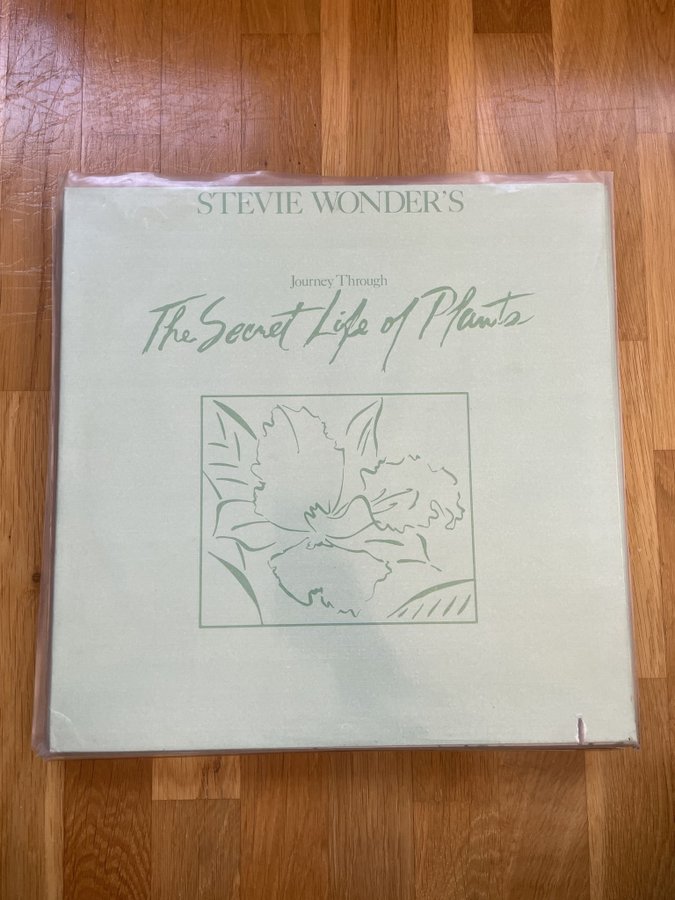 STEVIE WONDER'S
Journey Through
The Secret Life of Plants